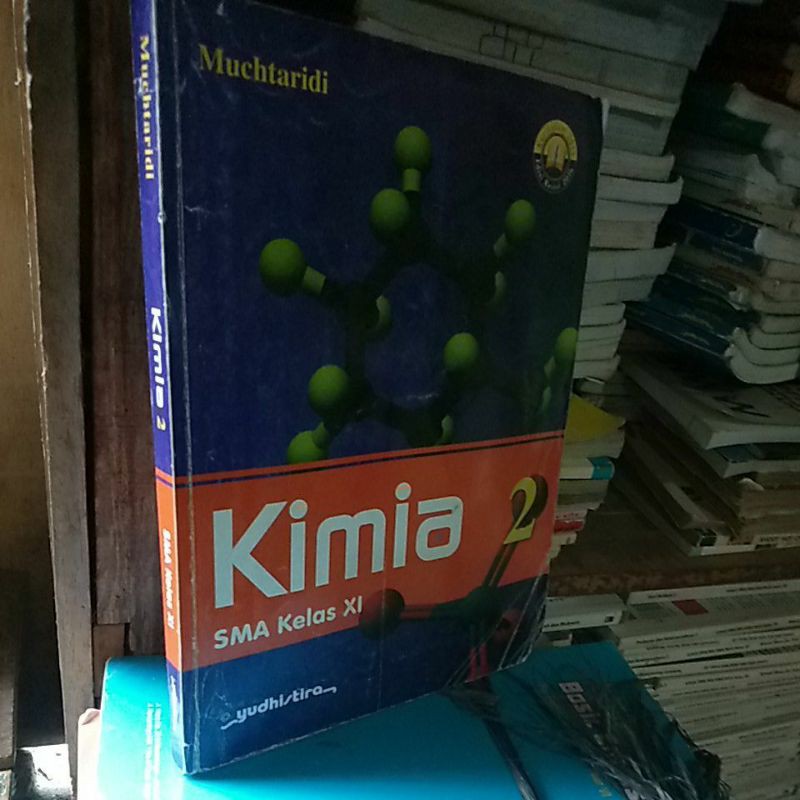 Muchtaridi
Kimia 2
SMA Kelas XI
yudhistira
Muchtaridi
Kimia 2
SMA Kelas XI